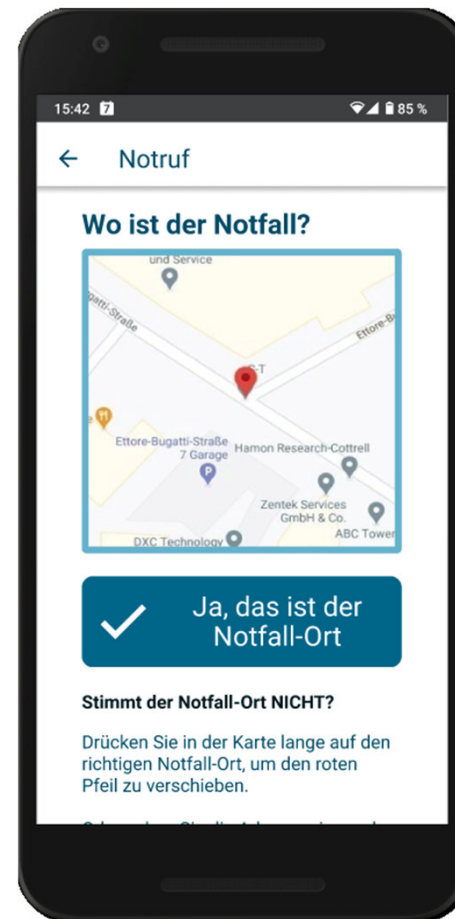 15:42 7 85 %
Notruf
Wo ist der Notfall?
und Service
gatti-Straße
Ettore-B
-T
e
Ettore-Bugatti-Straße
7 Garage
Hamon Research-Cottrell
P
Zentek Services
GmbH & Co.
ABC Tower
DXC Technology
Ja, das ist der
Notfall-Ort
Stimmt der Notfall-Ort NICHT?
Drücken Sie in der Karte lange auf den
richtigen Notfall-Ort, um den roten
Pfeil zu verschieben.